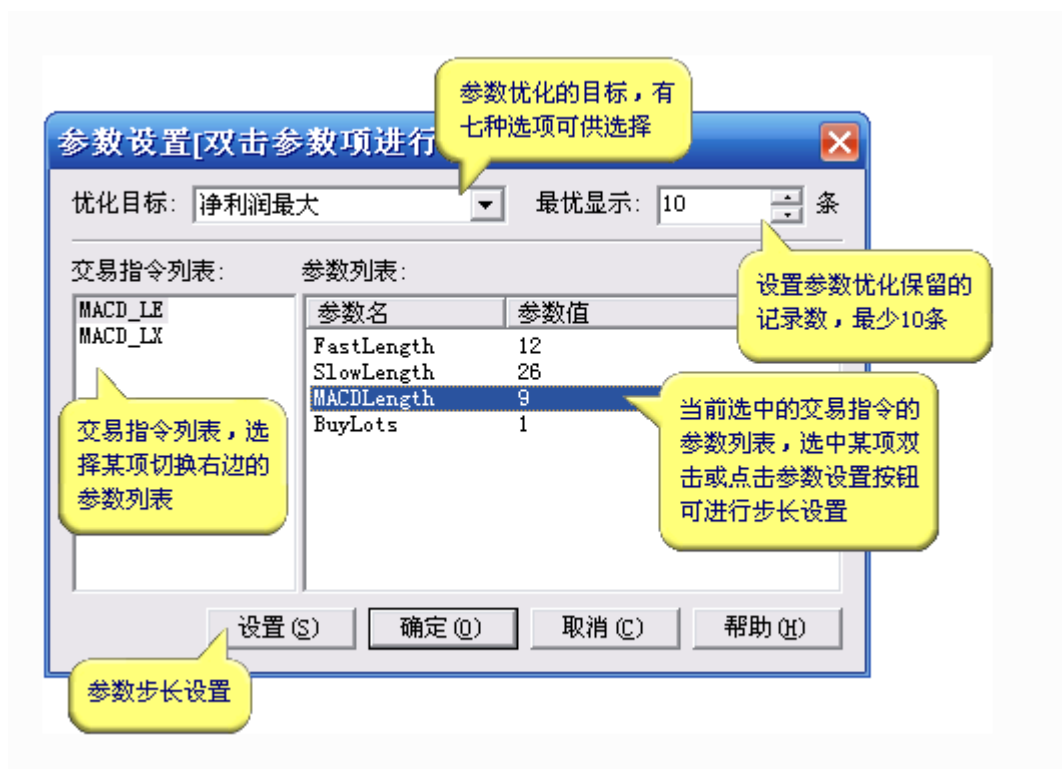 参数优化的目标，有
七种选项可供选择
参数设置[双击参数项进行
优化目标: 净利润最大 最优显示: 10 条
设置参数优化保留的
记录数，最少10条
交易指令列表: 参数列表:
MACD_LE
MACD_LX
参数名 参数值
FastLength 12
SlowLength 26
MACDLength 9
BuyLots 1
当前选中的交易指令的
参数列表，选中某项双
击或点击参数设置按钮
可进行步长设置
交易指令列表，选
择某项切换右边的
参数列表
设置(S) 确定(O) 取消(C) 帮助(H)
参数步长设置